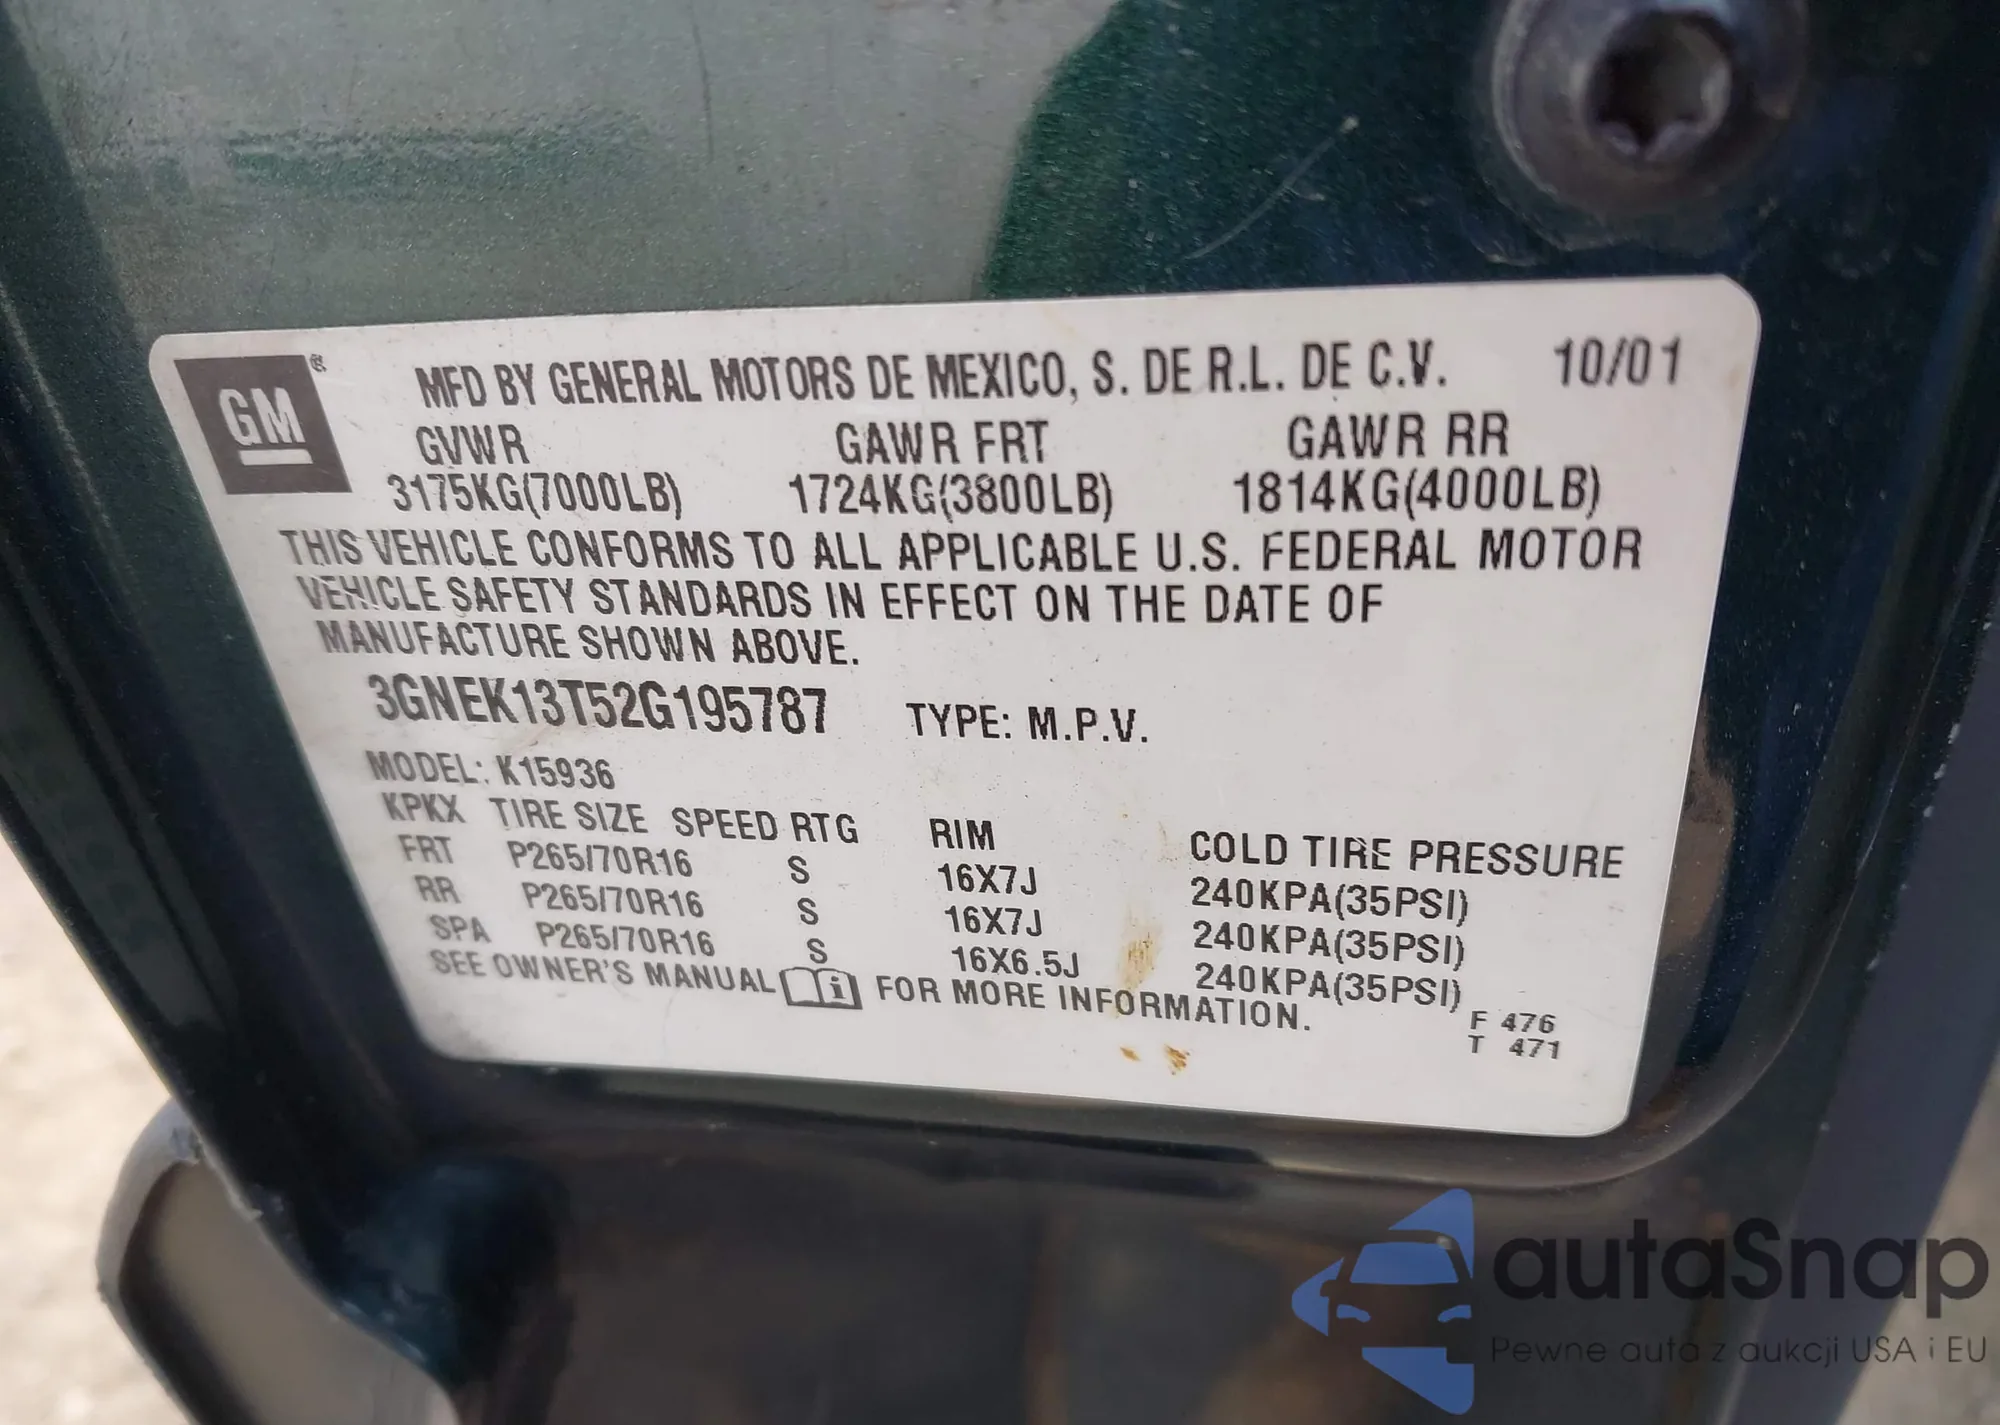 GM®
MFD BY GENERAL MOTORS DE MEXICO, S. DE R.L. DE C.V. 10/01
GVWR GAWR FRT GAWR RR
3175KG(7000LB) 1724KG(3800LB) 1814KG(4000LB)
THIS VEHICLE CONFORMS TO ALL APPLICABLE U.S. FEDERAL MOTOR
VEHICLE SAFETY STANDARDS IN EFFECT ON THE DATE OF
MANUFACTURE SHOWN ABOVE.
3GNEK13T52G195787 TYPE: M.P.V.
MODEL: K15936
KPKX TIRE SIZE SPEED RTG RIM COLD TIRE PRESSURE
FRT P265/70R16 S 16X7J 240KPA(35PSI)
RR P265/70R16 S 16X7J 240KPA(35PSI)
SPA P265/70R16 S 16X6.5J 240KPA(35PSI)
SEE OWNER'S MANUAL i FOR MORE INFORMATION.
F 476
T 471
autaSnap
Pewne auta z aukcji USA i EU